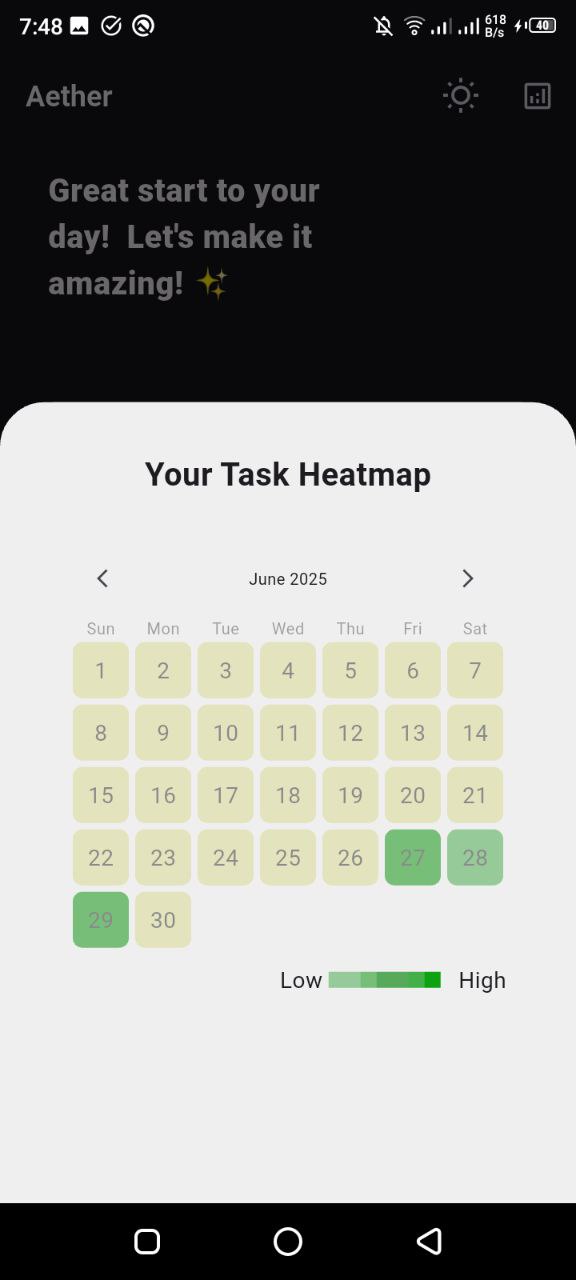 7:48 618 B/s 40
Aether
Great start to your
day!  Let's make it
amazing! ✨
Your Task Heatmap
June 2025
Sun Mon Tue Wed Thu Fri Sat
1 2 3 4 5 6 7
8 9 10 11 12 13 14
15 16 17 18 19 20 21
22 23 24 25 26 27 28
29 30
Low High